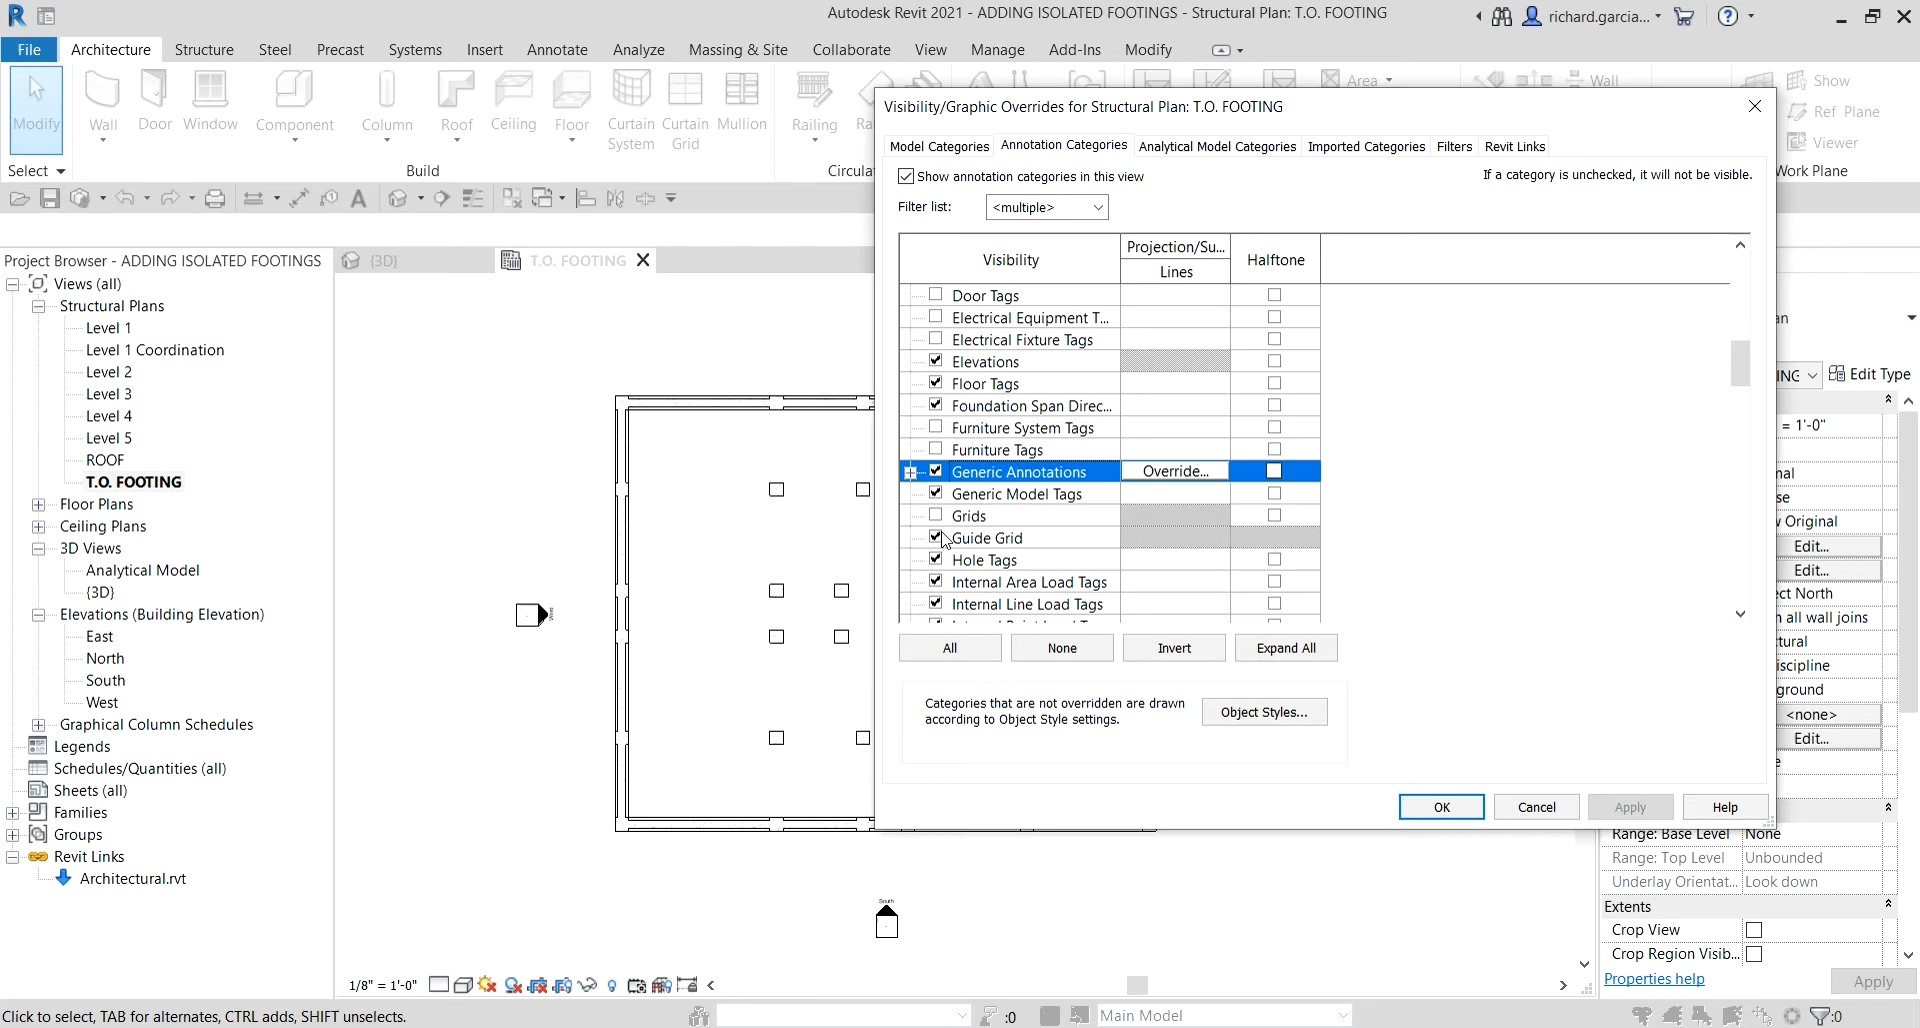 Autodesk Revit 2021 - ADDING ISOLATED FOOTINGS - Structural Plan: T.O. FOOTING
richard.garcia...
File Architecture Structure Steel Precast Systems Insert Annotate Analyze Massing & Site Collaborate View Manage Add-Ins Modify
Modify
Wall
Door
Window
Component
Column
Roof
Ceiling
Floor
Curtain System
Curtain Grid
Mullion
Railing
Area
Wall
Show
Ref Plane
Viewer
Select
Build
Circula
Work Plane
Project Browser - ADDING ISOLATED FOOTINGS
{3D}
T.O. FOOTING
Views (all)
Structural Plans
Level 1
Level 1 Coordination
Level 2
Level 3
Level 4
Level 5
ROOF
T.O. FOOTING
Floor Plans
Ceiling Plans
3D Views
Analytical Model
{3D}
Elevations (Building Elevation)
East
North
South
West
Graphical Column Schedules
Legends
Schedules/Quantities (all)
Sheets (all)
Families
Groups
Revit Links
Architectural.rvt
South
Visibility/Graphic Overrides for Structural Plan: T.O. FOOTING
Model Categories Annotation Categories Analytical Model Categories Imported Categories Filters Revit Links
Show annotation categories in this view
If a category is unchecked, it will not be visible.
Filter list: <multiple>
Visibility
Projection/Su...
Lines
Halftone
Door Tags
Electrical Equipment T...
Electrical Fixture Tags
Elevations
Floor Tags
Foundation Span Direc...
Furniture System Tags
Furniture Tags
Generic Annotations Override...
Generic Model Tags
Grids
Guide Grid
Hole Tags
Internal Area Load Tags
Internal Line Load Tags
All None Invert Expand All
Categories that are not overridden are drawn
according to Object Style settings.
Object Styles...
OK Cancel Apply Help
an
NG
Edit Type
= 1'-0"
nal
se
w Original
Edit...
Edit...
ect North
n all wall joins
tural
iscipline
ground
<none>
Edit...
e
Range: Base Level None
Range: Top Level Unbounded
Underlay Orientat... Look down
Extents
Crop View
Crop Region Visib...
Properties help
Apply
1/8" = 1'-0"
Click to select, TAB for alternates, CTRL adds, SHIFT unselects.
:0
Main Model
:0